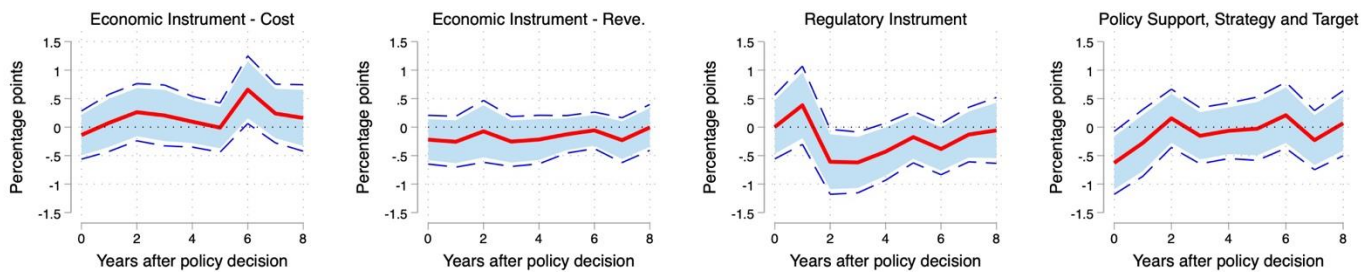 Economic Instrument - Cost
Percentage points
1.5
1
.5
0
-.5
-1
-1.5
0 2 4 6 8
Years after policy decision
Economic Instrument - Reve.
Percentage points
1.5
1
.5
0
-.5
-1
-1.5
0 2 4 6 8
Years after policy decision
Regulatory Instrument
Percentage points
1.5
1
.5
0
-.5
-1
-1.5
0 2 4 6 8
Years after policy decision
Policy Support, Strategy and Target
Percentage points
1.5
1
.5
0
-.5
-1
-1.5
0 2 4 6 8
Years after policy decision